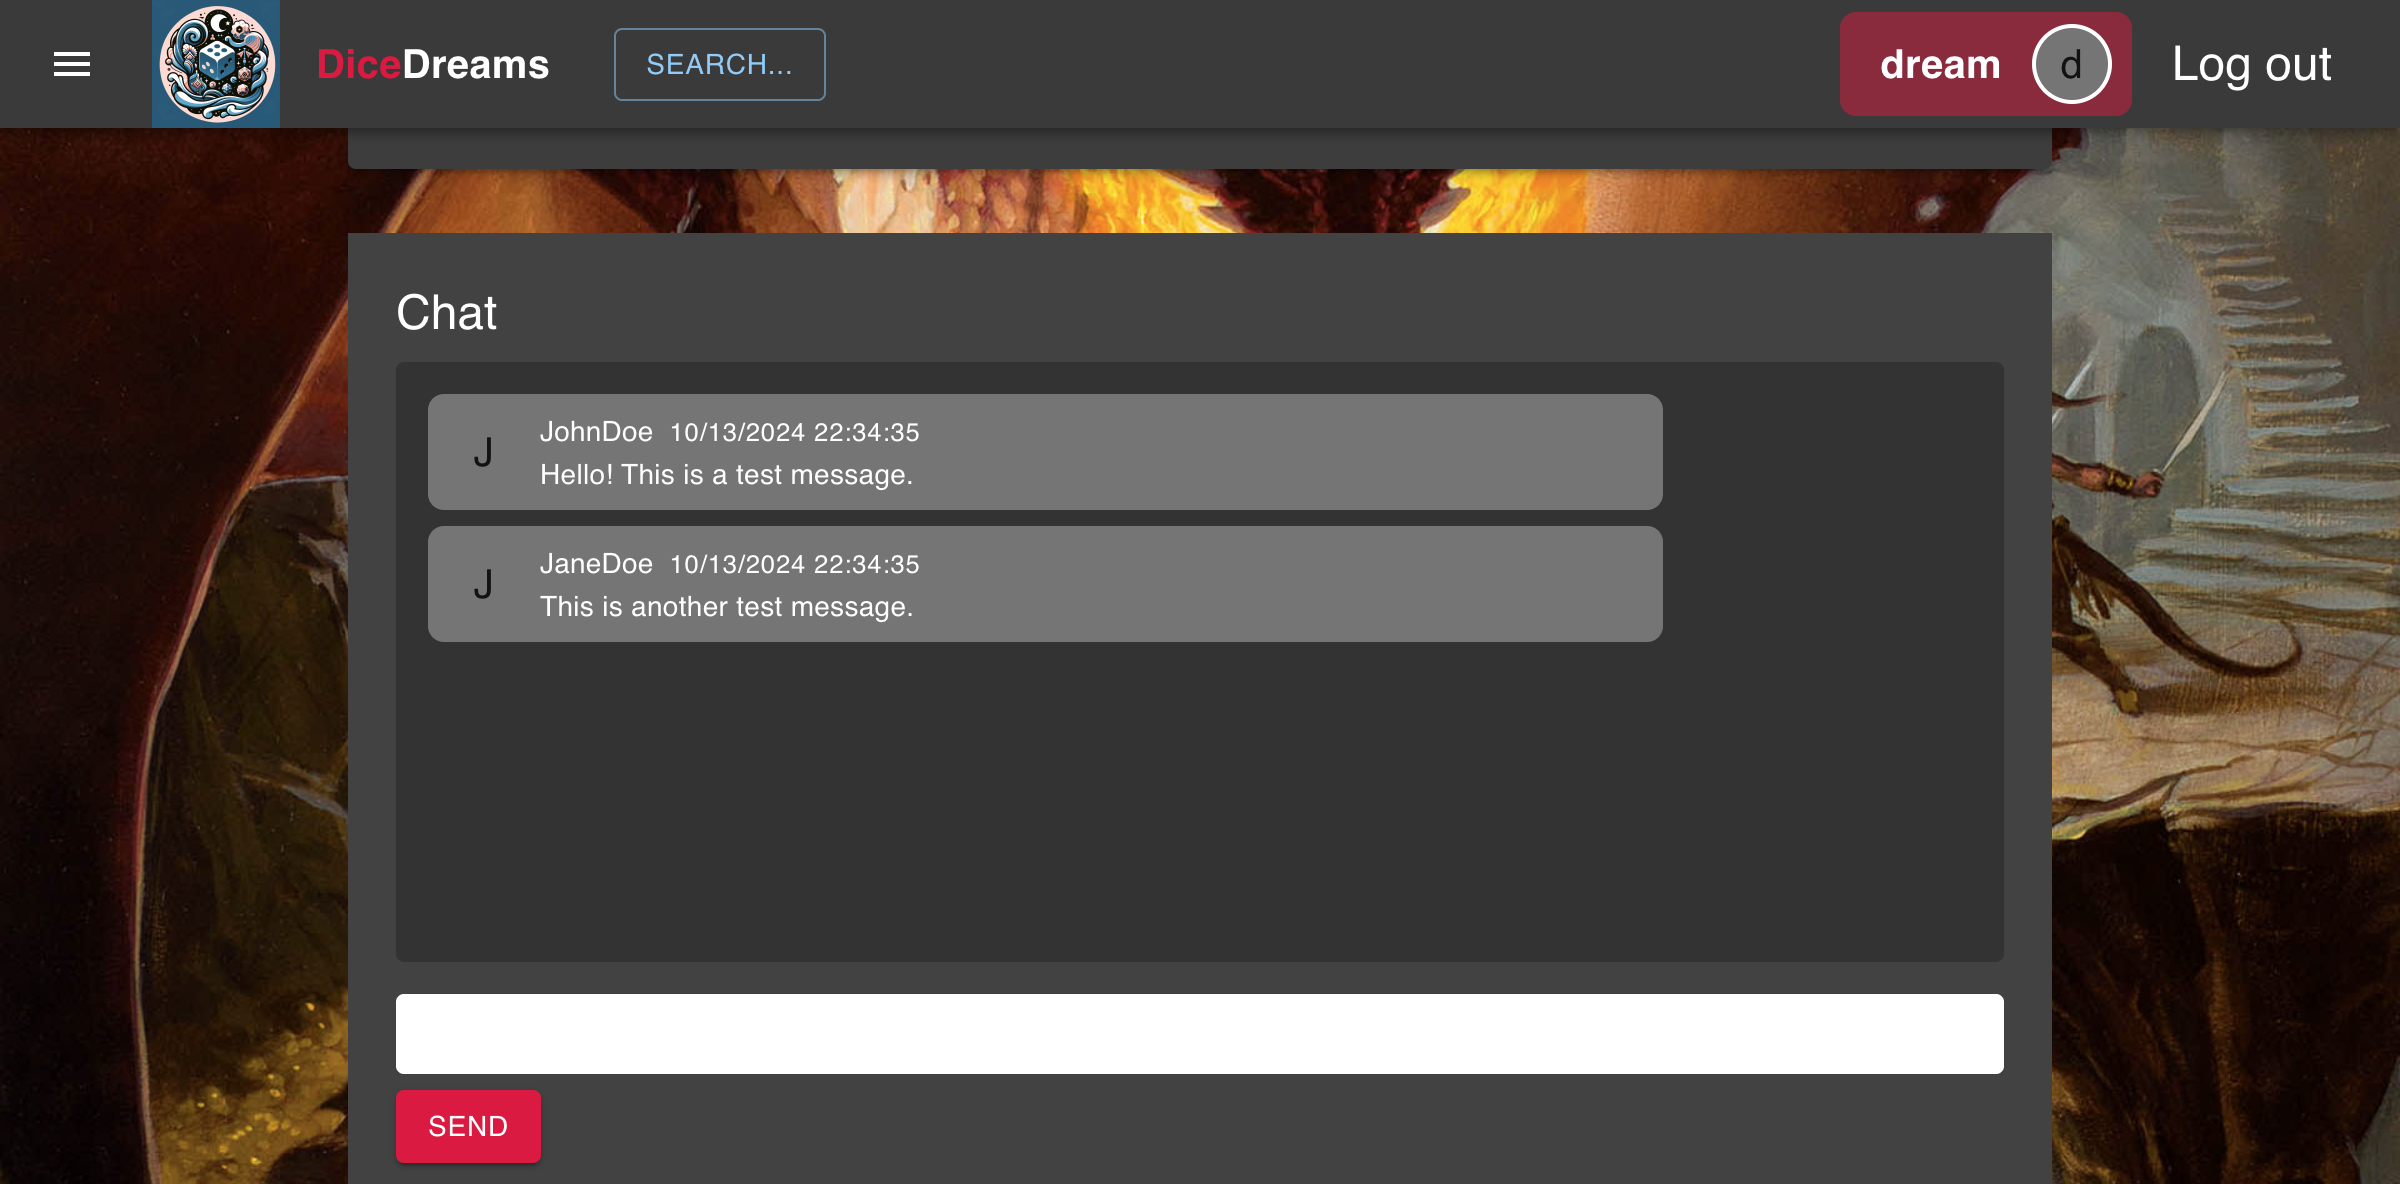 DiceDreams
SEARCH...
dream
d
Log out
Chat
J
JohnDoe 10/13/2024 22:34:35
Hello! This is a test message.
J
JaneDoe 10/13/2024 22:34:35
This is another test message.
SEND